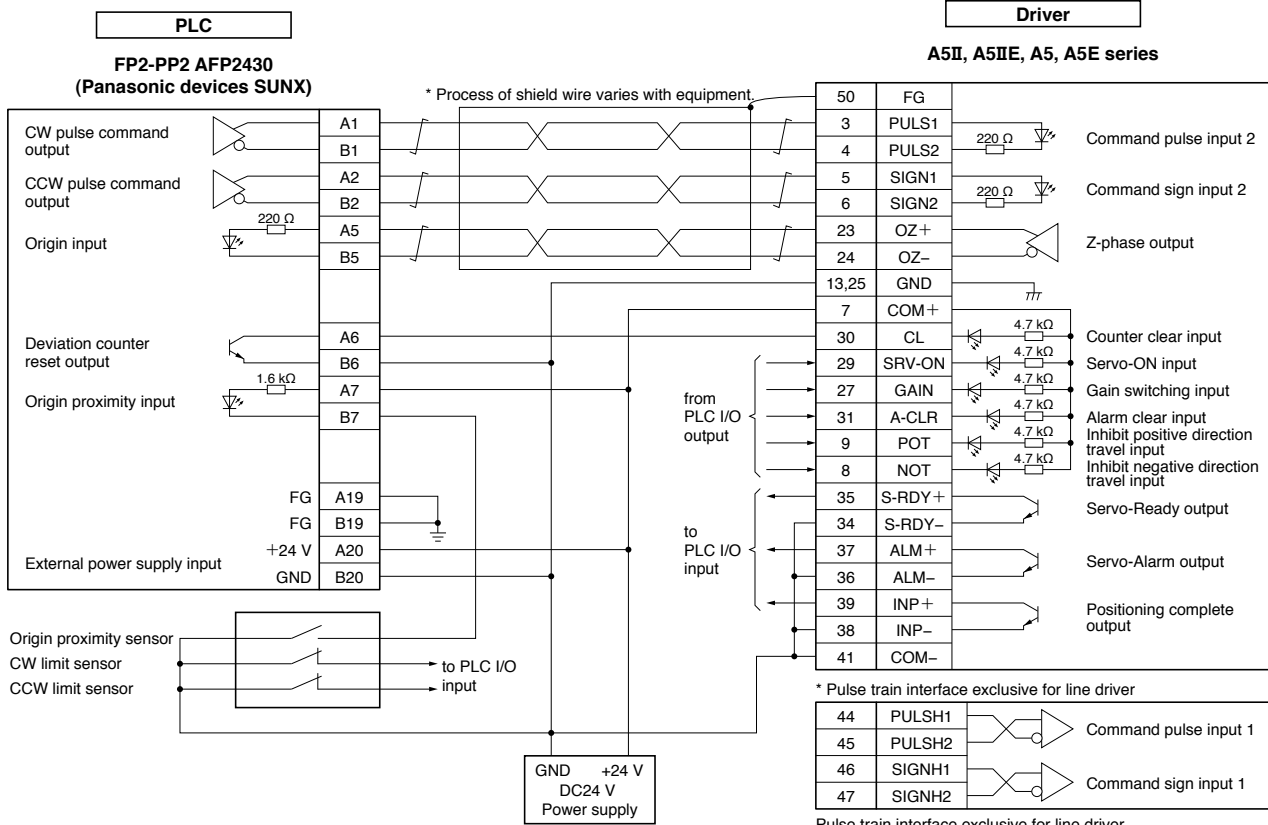 PLC
FP2-PP2 AFP2430
(Panasonic devices SUNX)
Driver
A5II, A5IIE, A5, A5E series
* Process of shield wire varies with equipment.
CW pulse command
output
A1
B1
CCW pulse command
output
A2
B2
Origin input
220 Ω
A5
B5
Deviation counter
reset output
A6
B6
Origin proximity input
1.6 kΩ
A7
B7
FG A19
FG B19
External power supply input
+24 V A20
GND B20
Origin proximity sensor
CW limit sensor
CCW limit sensor
to PLC I/O
input
GND +24 V
DC24 V
Power supply
from
PLC I/O
output
to
PLC I/O
input
50 FG
3 PULS1
4 PULS2
220 Ω
Command pulse input 2
5 SIGN1
6 SIGN2
220 Ω
Command sign input 2
23 OZ+
24 OZ−
Z-phase output
13,25 GND
7 COM+
30 CL 4.7 kΩ Counter clear input
29 SRV-ON 4.7 kΩ Servo-ON input
27 GAIN 4.7 kΩ Gain switching input
31 A-CLR 4.7 kΩ Alarm clear input
9 POT 4.7 kΩ Inhibit positive direction
travel input
8 NOT 4.7 kΩ Inhibit negative direction
travel input
35 S-RDY+
34 S-RDY−
Servo-Ready output
37 ALM+
36 ALM−
Servo-Alarm output
39 INP+
38 INP−
Positioning complete
output
41 COM−
* Pulse train interface exclusive for line driver
44 PULSH1
45 PULSH2
Command pulse input 1
46 SIGNH1
47 SIGNH2
Command sign input 1
Pulse train interface exclusive for line driver